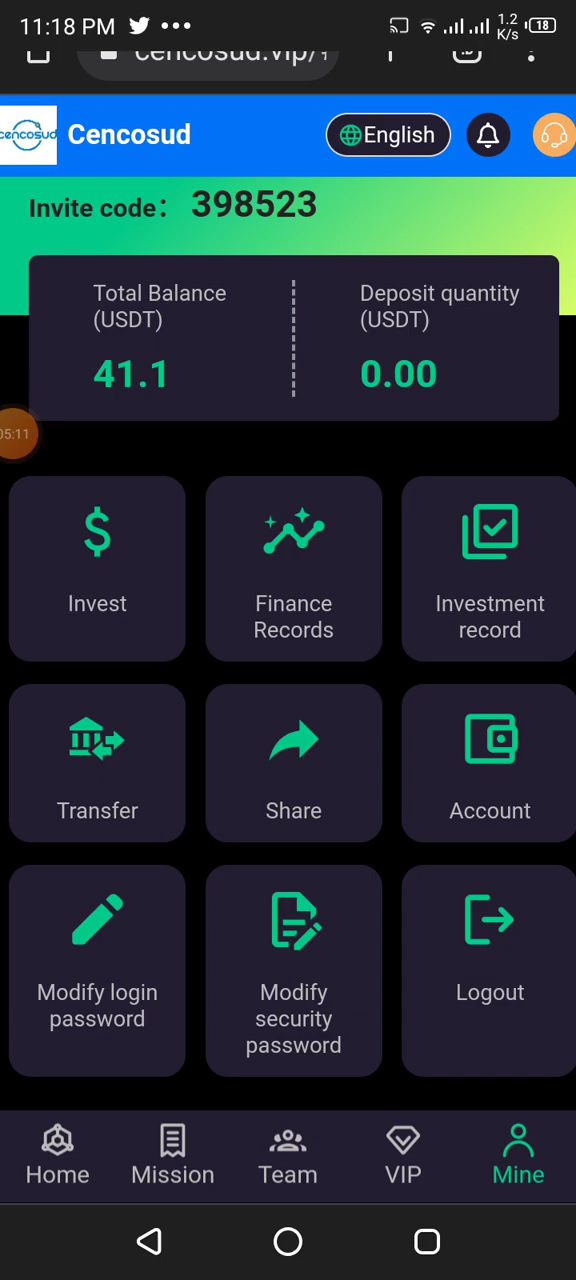 11:18 PM
1.2
K/s
18
cencosud.vip/
cencosud
Cencosud
English
Invite code: 398523
Total Balance
(USDT)
Deposit quantity
(USDT)
41.1
0.00
05:11
Invest
Finance
Records
Investment
record
Transfer
Share
Account
Modify login
password
Modify
security
password
Logout
Home
Mission
Team
VIP
Mine